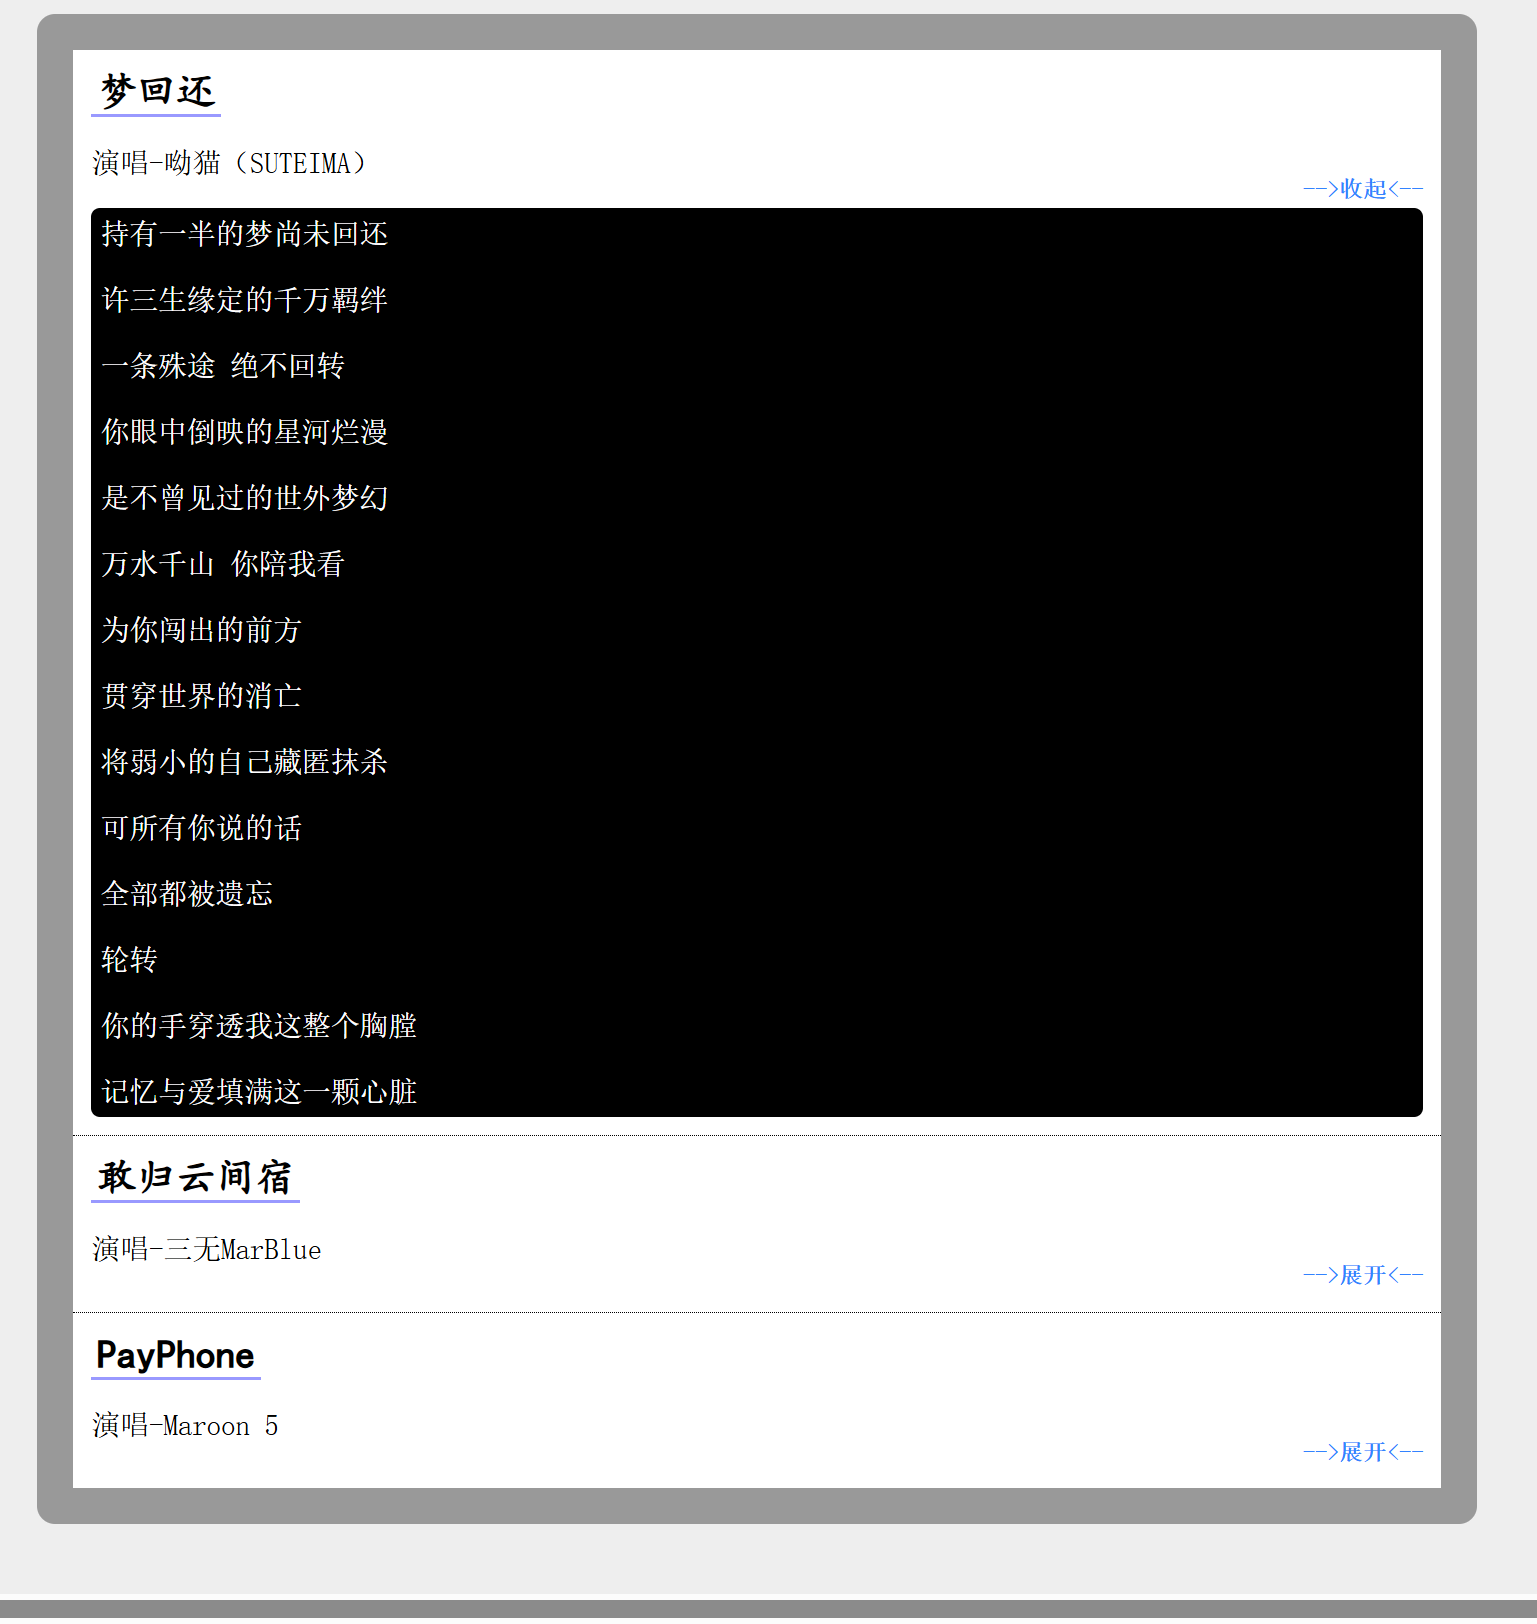 梦回还
演唱-呦猫（SUTEIMA）
-->收起<--
持有一半的梦尚未回还
许三生缘定的千万羁绊
一条殊途 绝不回转
你眼中倒映的星河烂漫
是不曾见过的世外梦幻
万水千山 你陪我看
为你闯出的前方
贯穿世界的消亡
将弱小的自己藏匿抹杀
可所有你说的话
全部都被遗忘
轮转
你的手穿透我这整个胸膛
记忆与爱填满这一颗心脏
敢归云间宿
演唱-三无MarBlue
-->展开<--
PayPhone
演唱-Maroon 5
-->展开<--